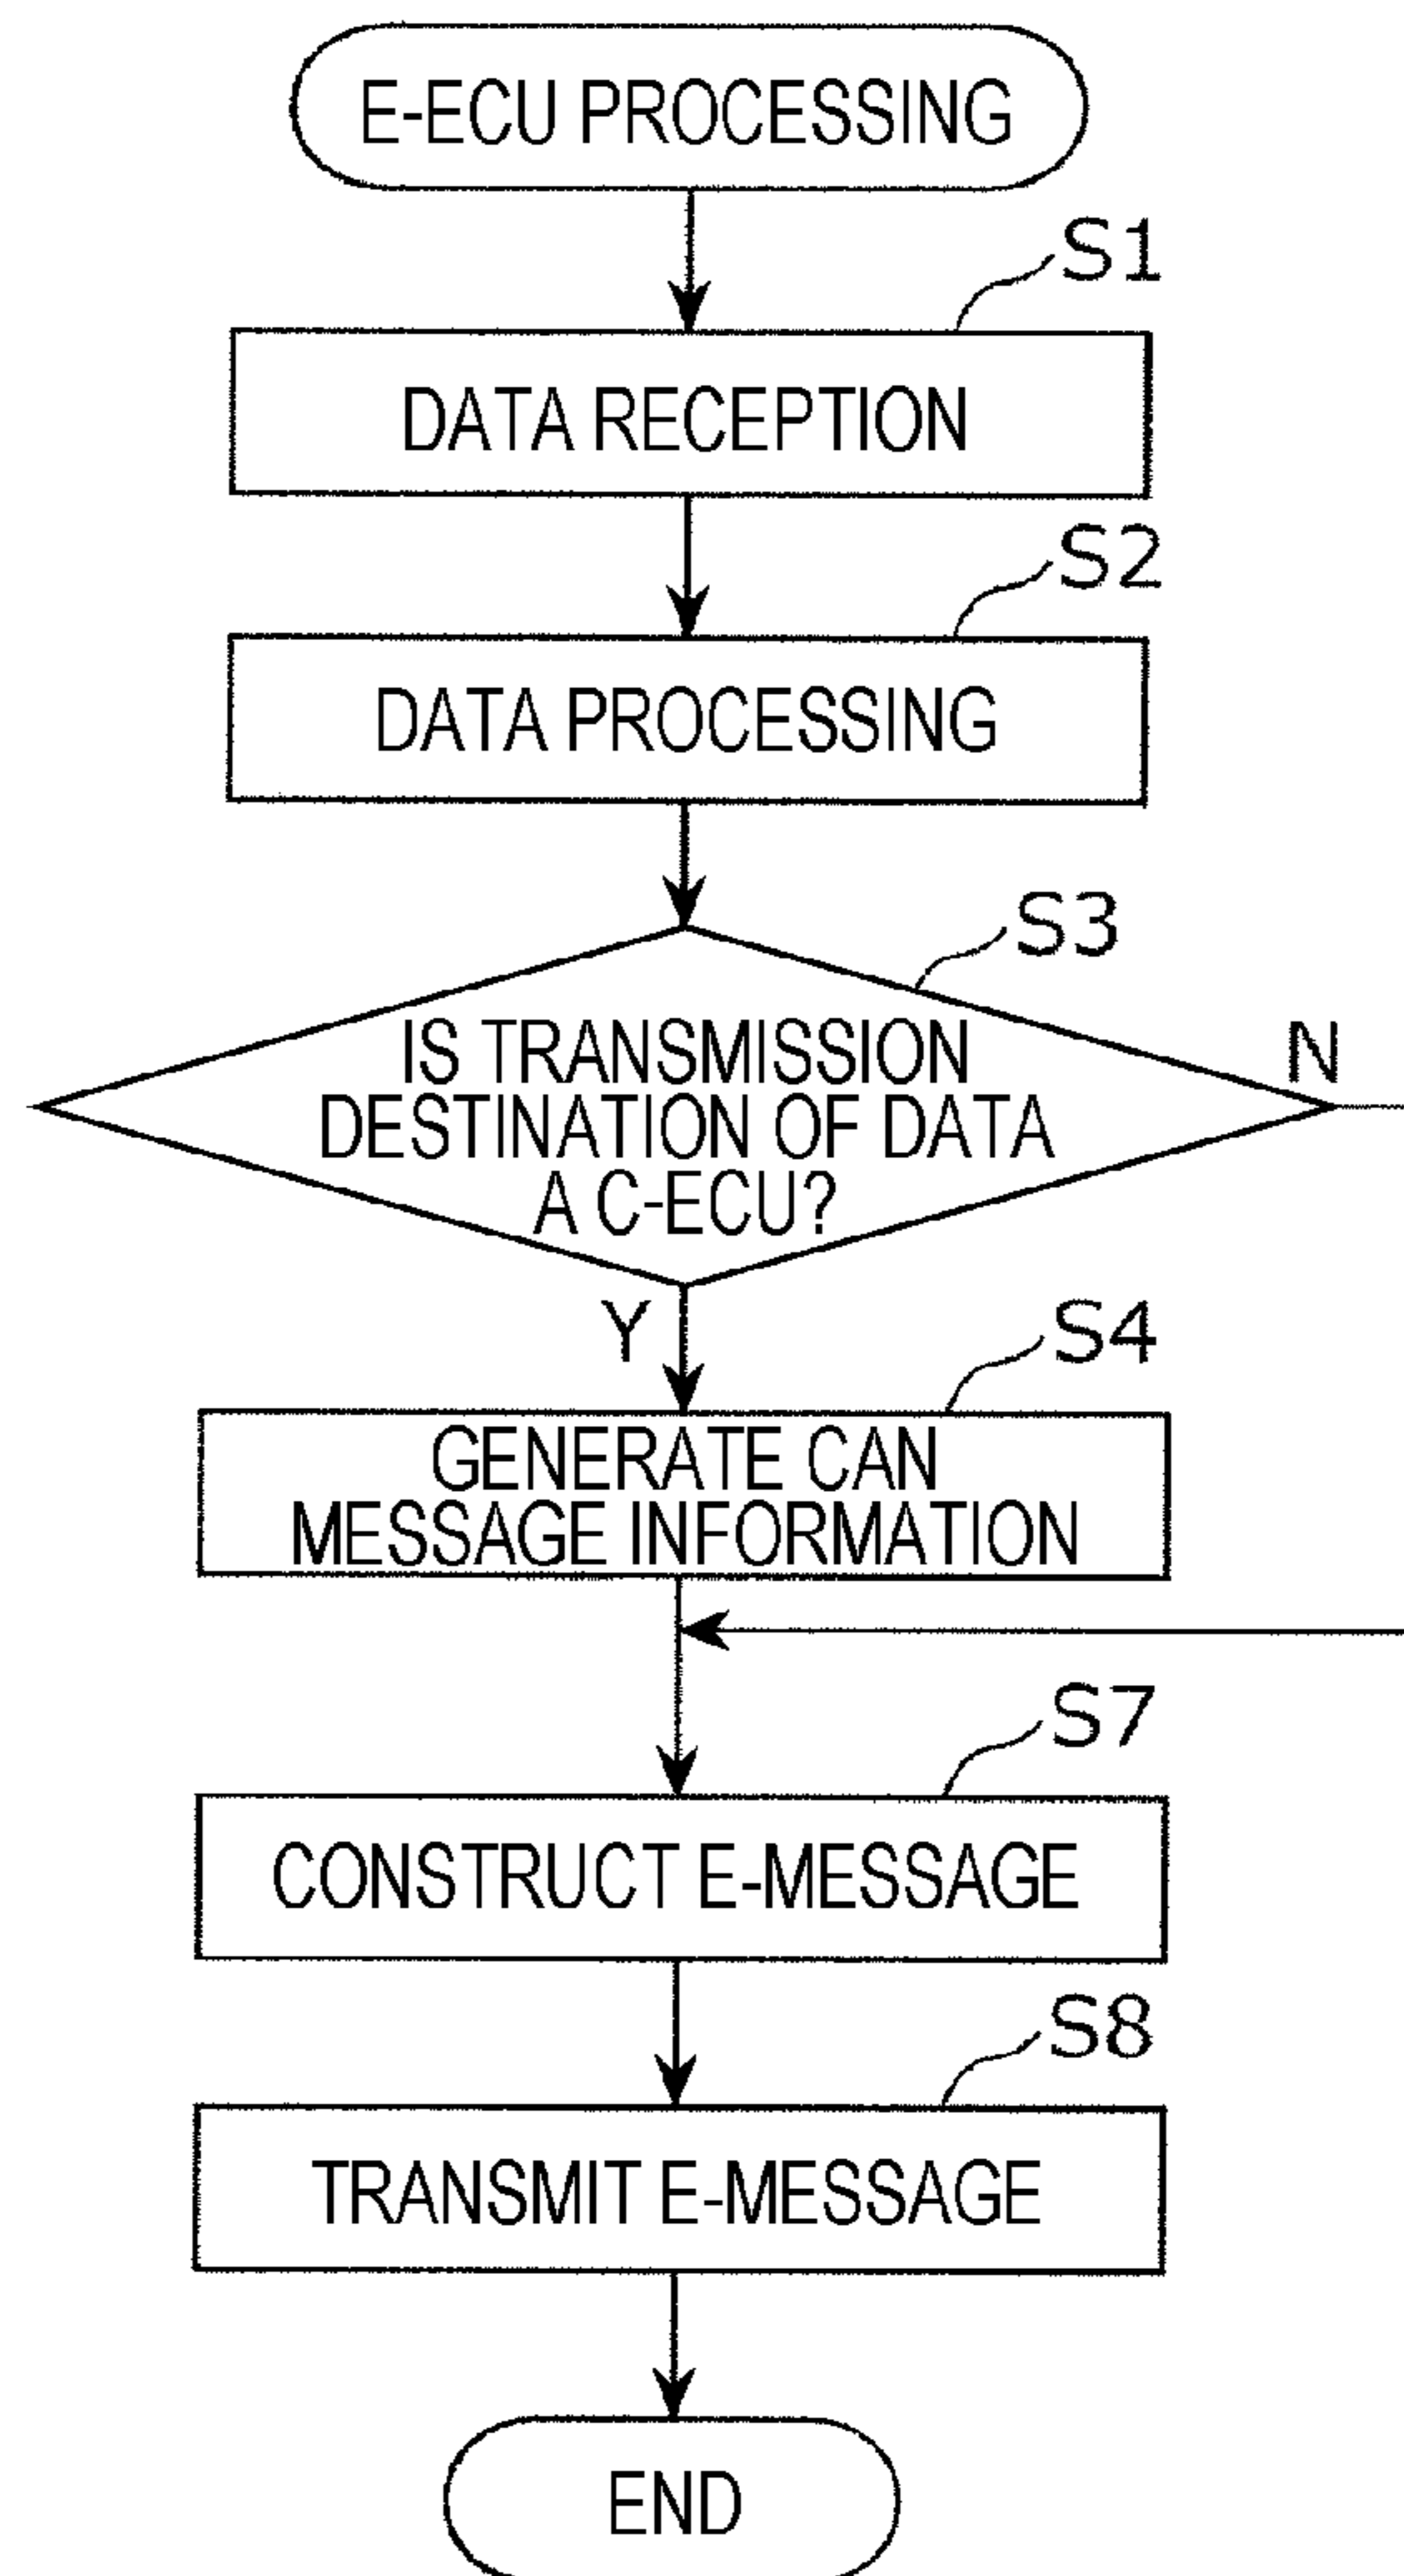 E-ECU PROCESSING
S1
DATA RECEPTION
S2
DATA PROCESSING
S3
IS TRANSMISSION
DESTINATION OF DATA
A C-ECU?
N
Y
S4
GENERATE CAN
MESSAGE INFORMATION
S7
CONSTRUCT E-MESSAGE
S8
TRANSMIT E-MESSAGE
END